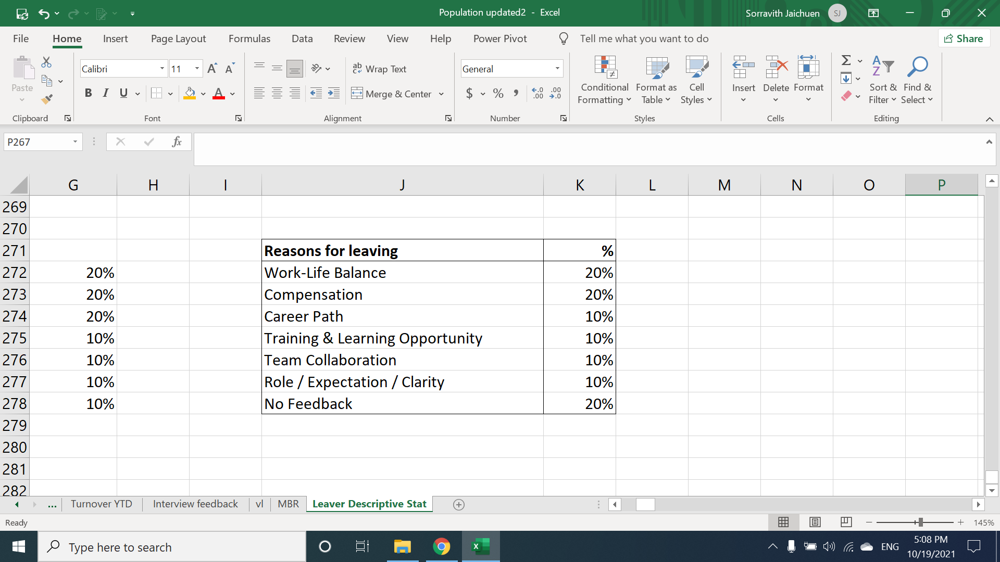 Population updated2 - Excel
Sorravith Jaichuen SJ
File Home Insert Page Layout Formulas Data Review View Help Power Pivot Tell me what you want to do Share
Paste
Calibri 11 A A
B I U A
ab Wrap Text
Merge & Center
General
$ % , .0 .00 .00 .0
Conditional Formatting
Format as Table
Cell Styles
Insert Delete Format
Σ
A Z
Sort & Filter
Find & Select
Clipboard Font Alignment Number Styles Cells Editing
P267 fx
G H I J K L M N O P
269
270
271 Reasons for leaving %
272 20% Work-Life Balance 20%
273 20% Compensation 20%
274 20% Career Path 10%
275 10% Training & Learning Opportunity 10%
276 10% Team Collaboration 10%
277 10% Role / Expectation / Clarity 10%
278 10% No Feedback 20%
279
280
281
282
... Turnover YTD Interview feedback vl MBR Leaver Descriptive Stat
Ready 145%
Type here to search
ENG
5:08 PM
10/19/2021